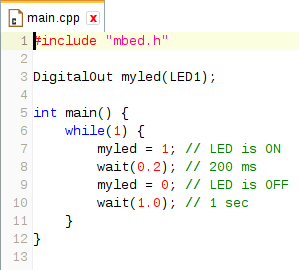 main.cpp x
1 #include "mbed.h"
2
3 DigitalOut myled(LED1);
4
5 int main() {
6     while(1) {
7         myled = 1; // LED is ON
8         wait(0.2); // 200 ms
9         myled = 0; // LED is OFF
10         wait(1.0); // 1 sec
11     }
12 }
13